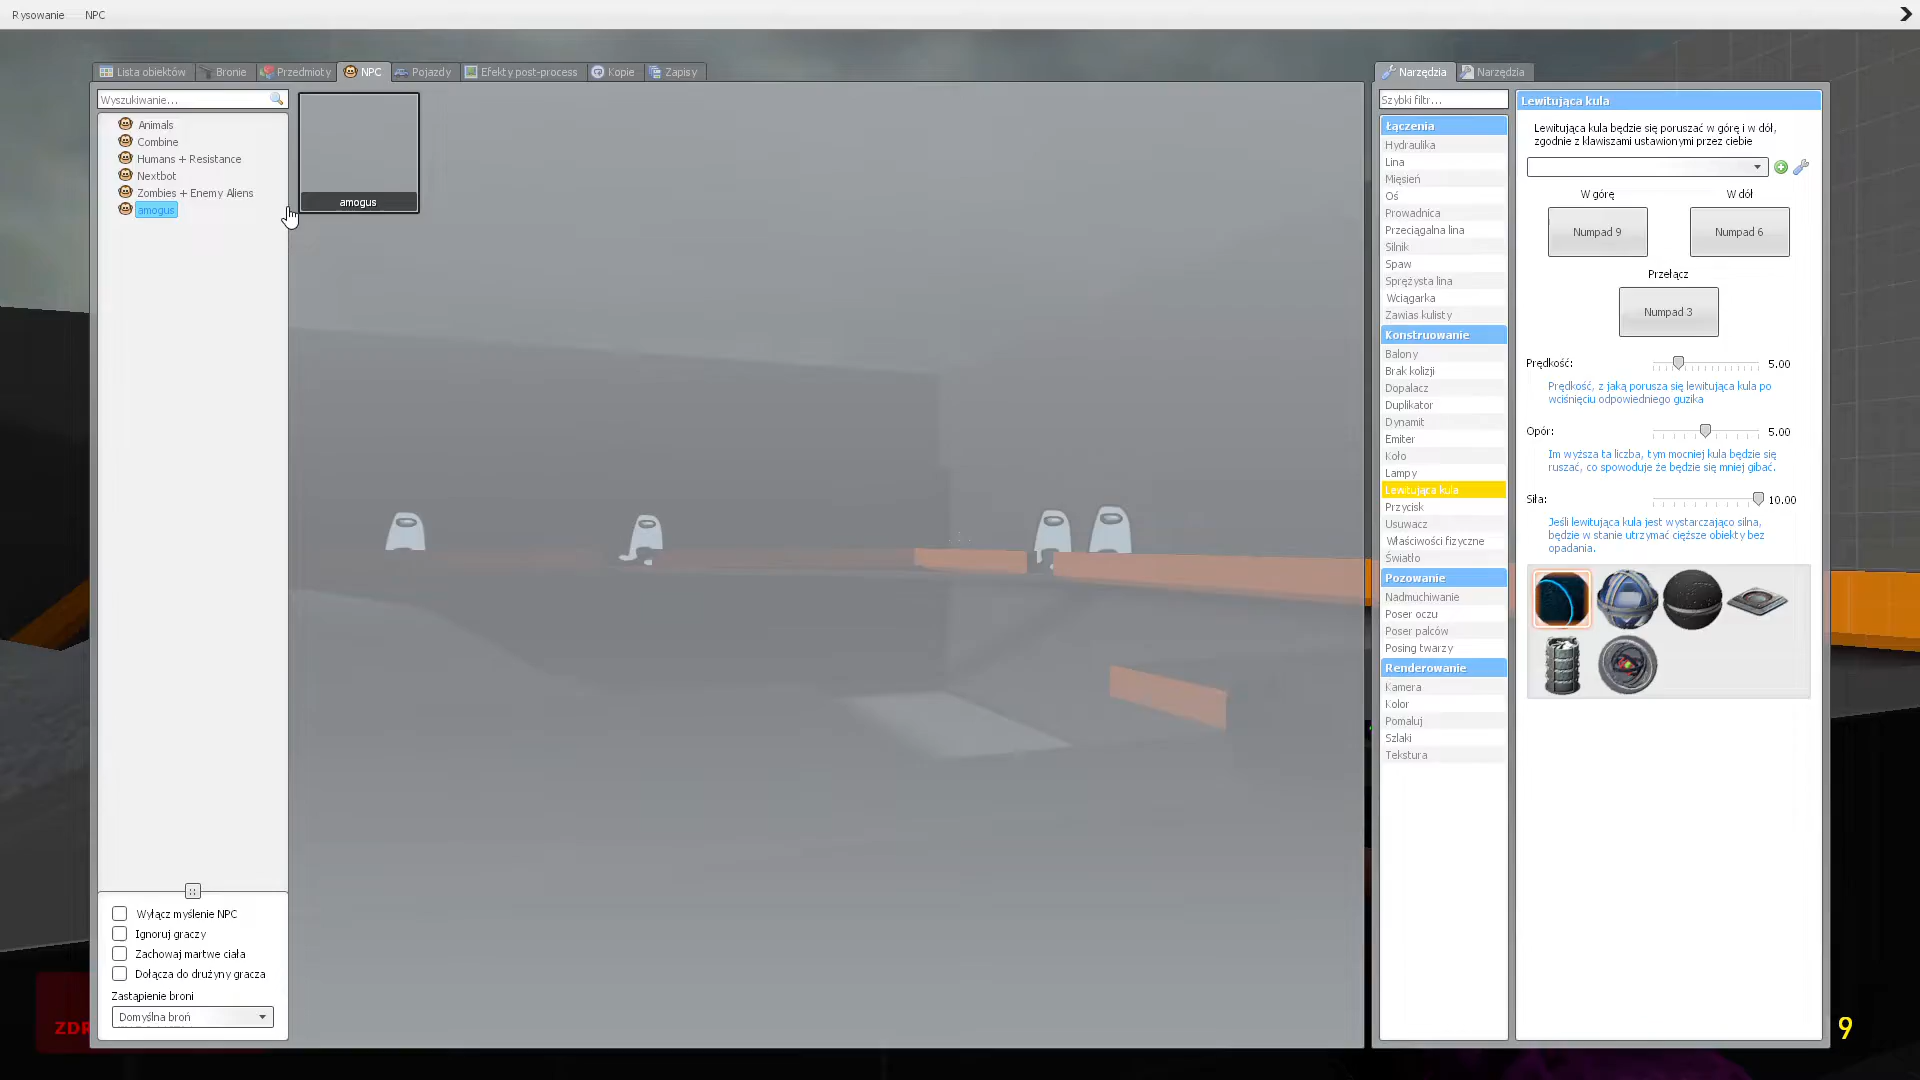 Rysowanie NPC
Lista obiektów Bronie Przedmioty NPC Pojazdy Efekty post-process Kopie Zapisy
Wyszukiwanie...
Animals
Combine
Humans + Resistance
Nextbot
Zombies + Enemy Aliens
amogus
amogus
Wyłącz myślenie NPC
Ignoruj graczy
Zachowaj martwe ciała
Dołącza do drużyny gracza
Zastąpienie broni
Domyślna broń
ZDR
Narzędzia Narzędzia
Szybki filtr...
Łączenia
Hydraulika
Lina
Mięsień
Oś
Prowadnica
Przeciągalna lina
Silnik
Spaw
Sprężysta lina
Wciągarka
Zawias kulisty
Konstruowanie
Balony
Brak kolizji
Dopalacz
Duplikator
Dynamit
Emiter
Koło
Lampy
Lewitująca kula
Przycisk
Usuwacz
Właściwości fizyczne
Światło
Pozowanie
Nadmuchiwanie
Poser oczu
Poser palców
Posing twarzy
Renderowanie
Kamera
Kolor
Pomaluj
Szlaki
Tekstura
Lewitująca kula
Lewitująca kula będzie się poruszać w górę i w dół,
zgodnie z klawiszami ustawionymi przez ciebie
W górę W dół
Numpad 9 Numpad 6
Przełącz
Numpad 3
Prędkość: 5.00
Prędkość, z jaką porusza się lewitująca kula po
wciśnięciu odpowiedniego guzika
Opór: 5.00
Im wyższa ta liczba, tym mocniej kula będzie się
ruszać, co spowoduje że będzie się mniej gibać.
Siła: 10.00
Jeśli lewitująca kula jest wystarczająco silna,
będzie w stanie utrzymać cięższe obiekty bez
opadania.
9